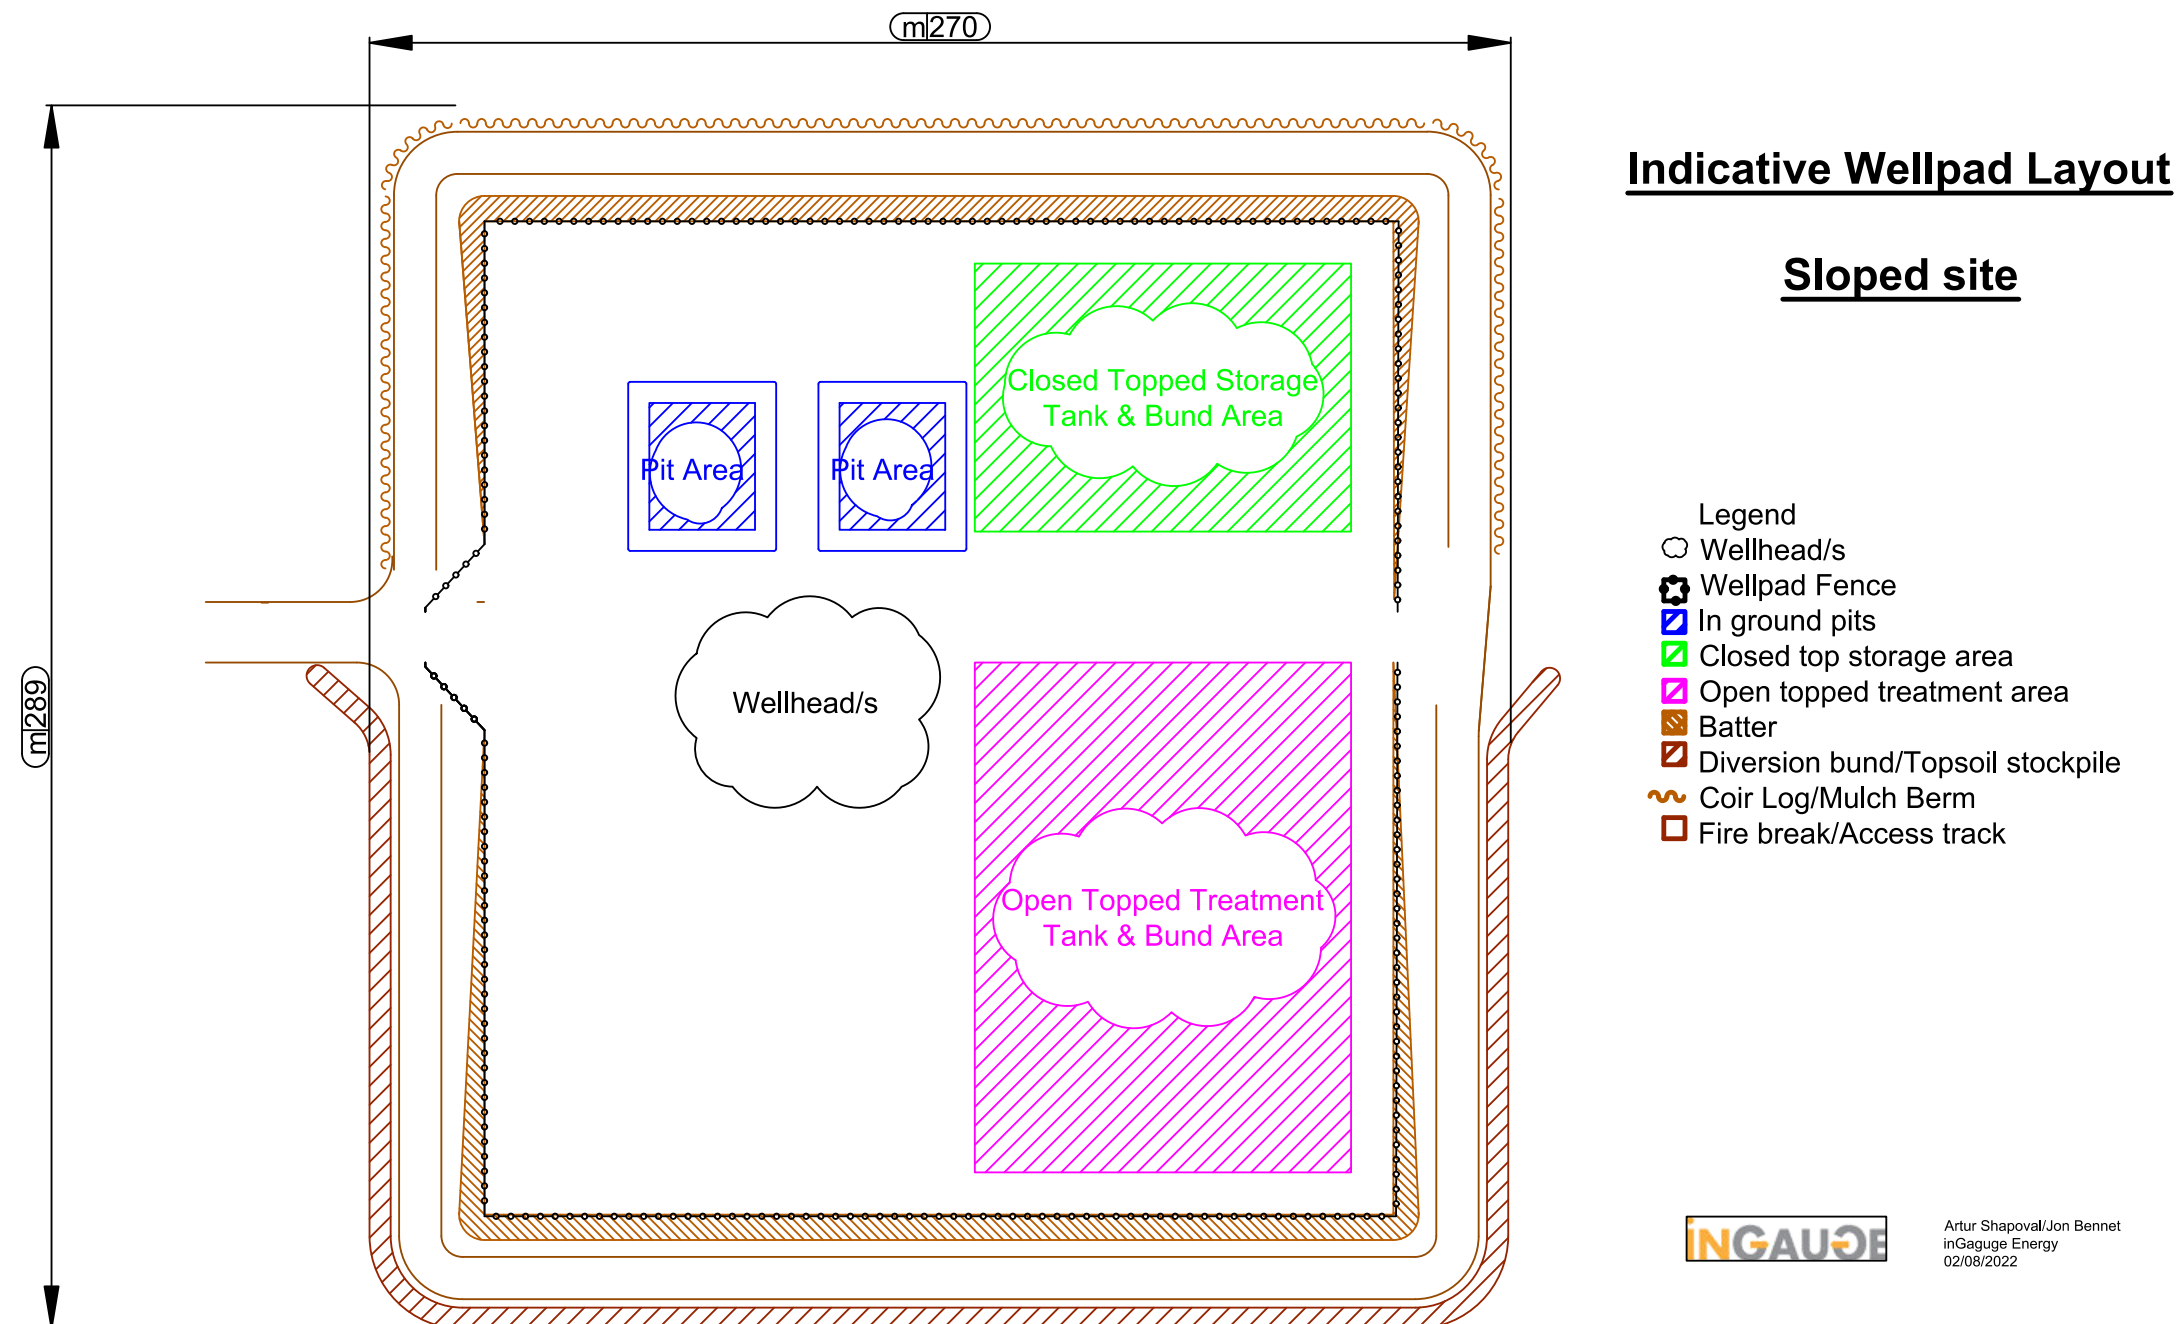 m270
Indicative Wellpad Layout
Sloped site
Closed Topped Storage
Tank & Bund Area
Pit Area
Pit Area
m289
Wellhead/s
Open Topped Treatment
Tank & Bund Area
Legend
Wellhead/s
Wellpad Fence
In ground pits
Closed top storage area
Open topped treatment area
Batter
Diversion bund/Topsoil stockpile
Coir Log/Mulch Berm
Fire break/Access track
iNGAUGE
Artur Shapoval/Jon Bennet
inGaguge Energy
02/08/2022